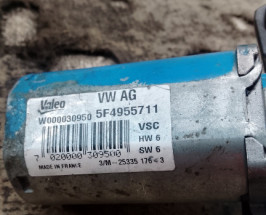 Valeo VW AG
W000030950 5F4955711
VSC
HW 6
SW 6
7 020000 309500
MADE IN FRANCE 3/M-25335 176<3